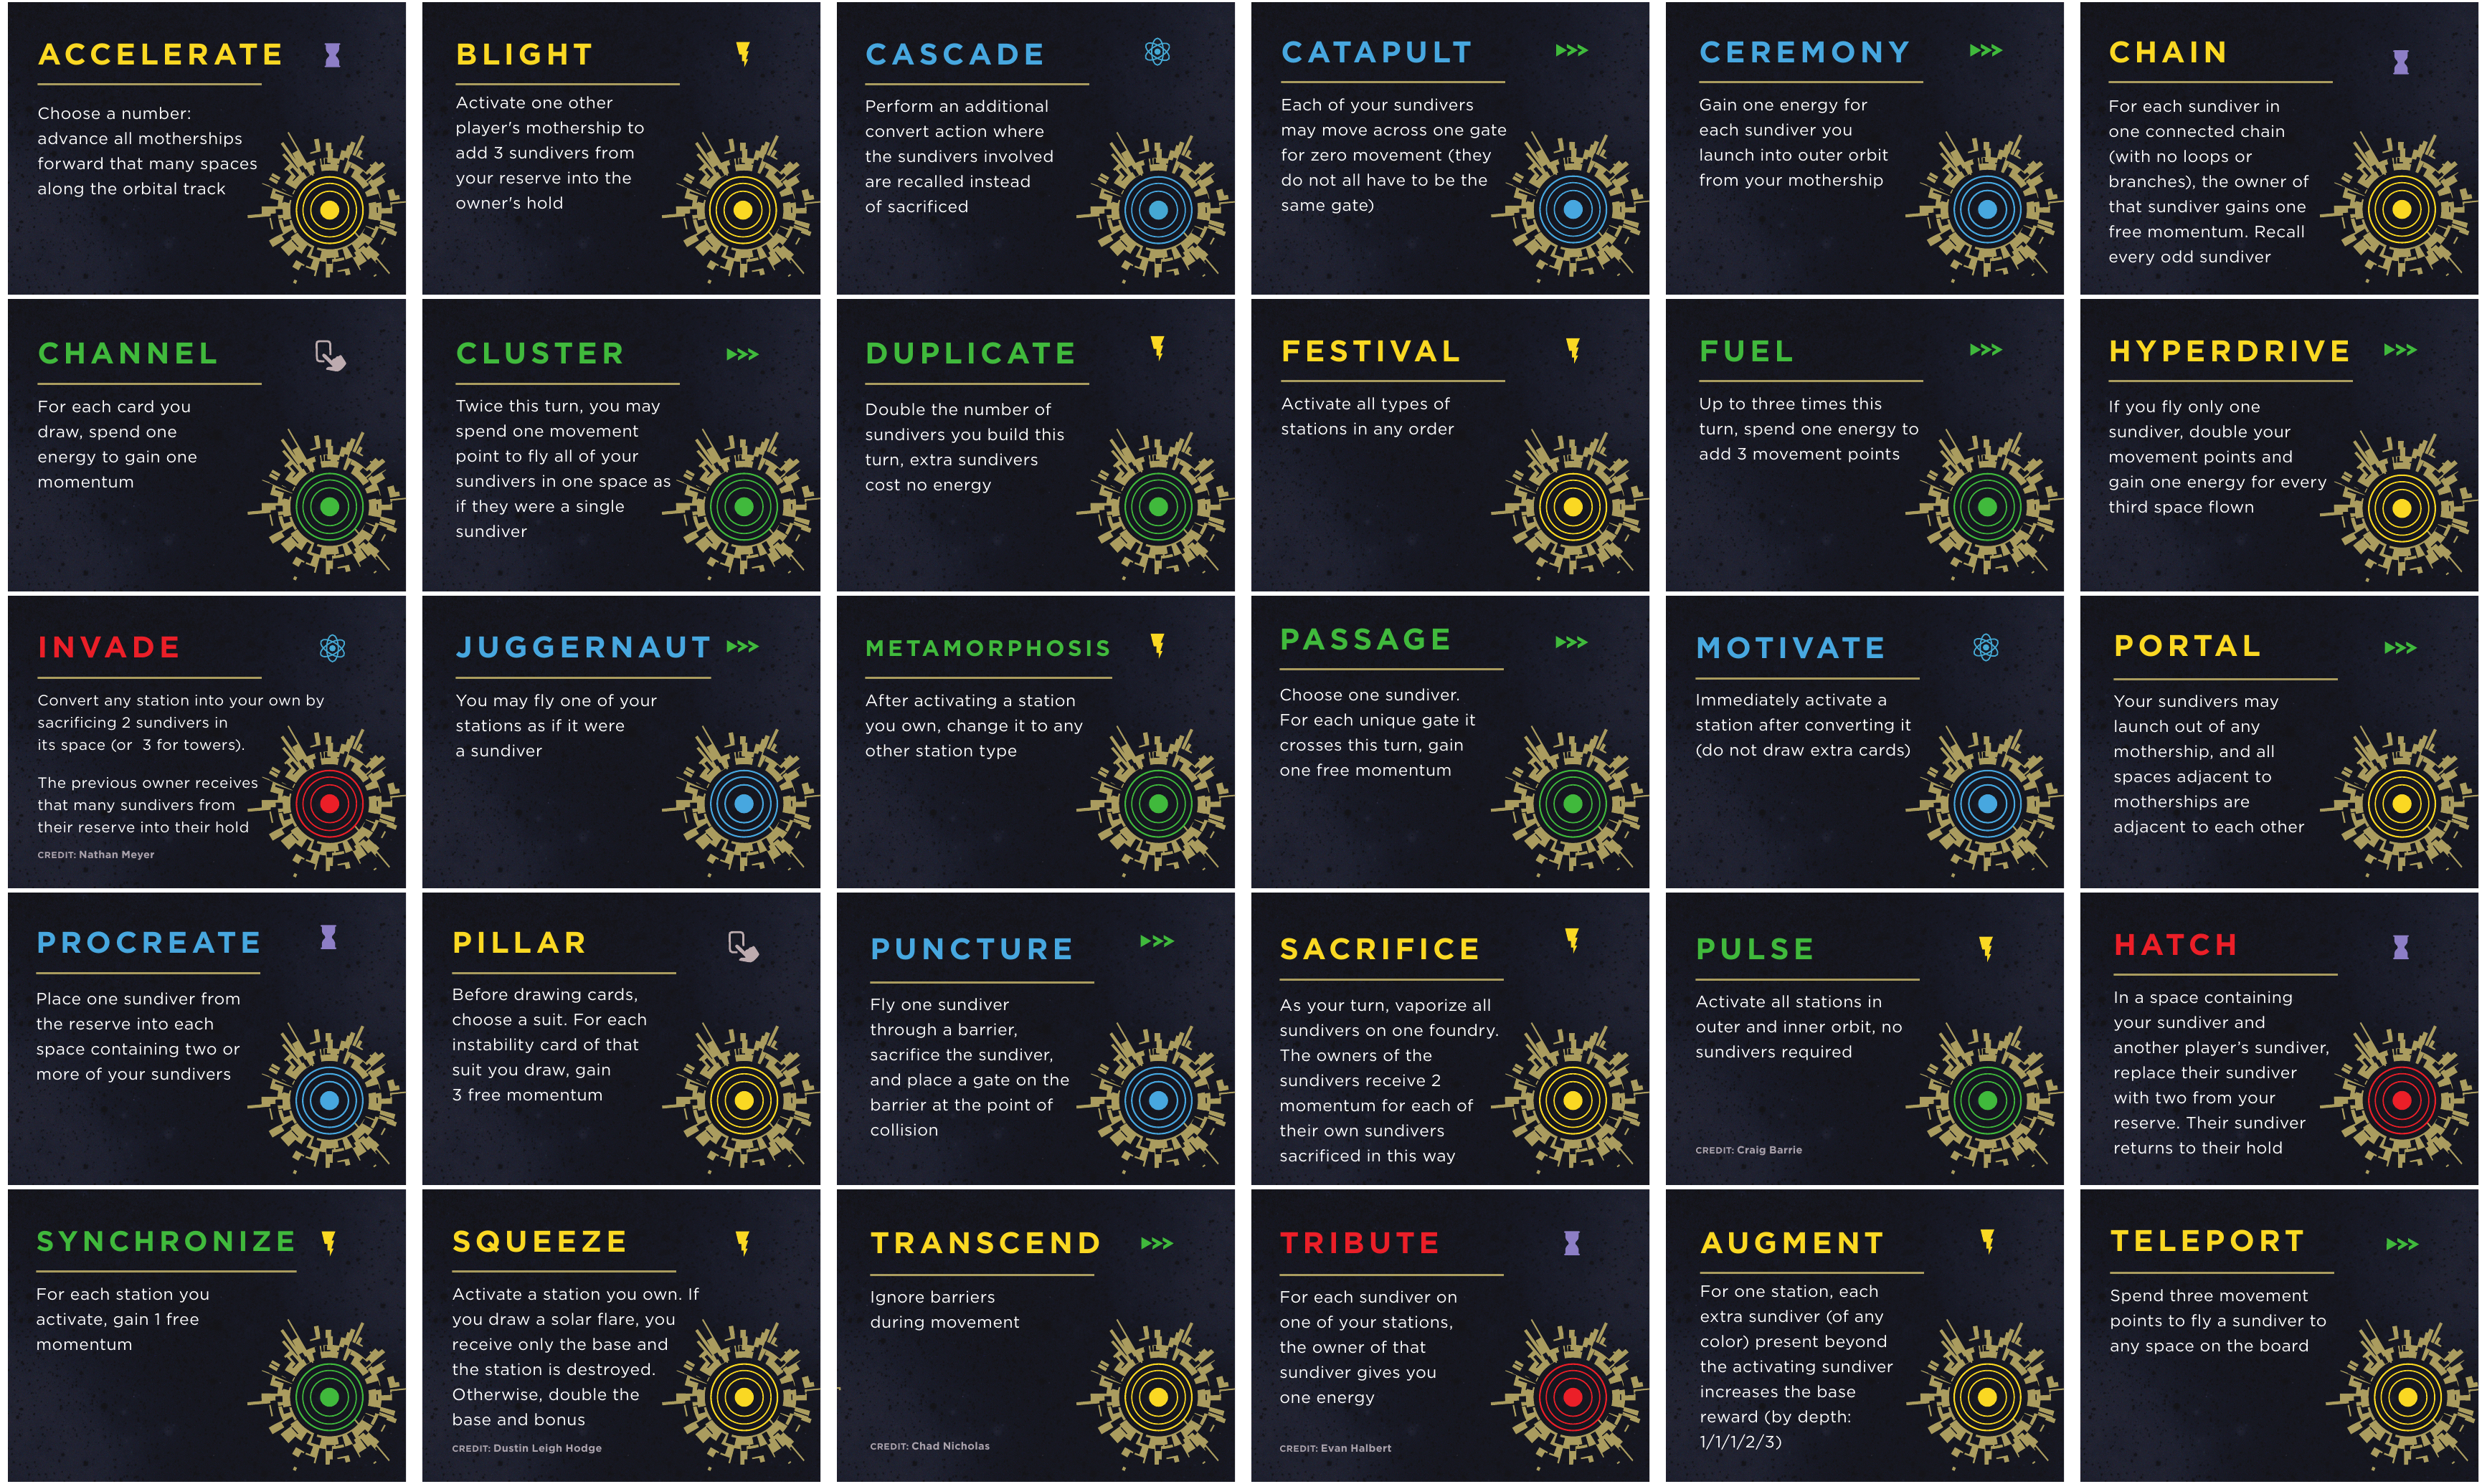 ACCELERATE
Choose a number:
advance all motherships
forward that many spaces
along the orbital track
BLIGHT
Activate one other
player's mothership to
add 3 sundivers from
your reserve into the
owner's hold
CASCADE
Perform an additional
convert action where
the sundivers involved
are recalled instead
of sacrificed
CATAPULT
Each of your sundivers
may move across one gate
for zero movement (they
do not all have to be the
same gate)
CEREMONY
Gain one energy for
each sundiver you
launch into outer orbit
from your mothership
CHAIN
For each sundiver in
one connected chain
(with no loops or
branches), the owner of
that sundiver gains one
free momentum. Recall
every odd sundiver
CHANNEL
For each card you
draw, spend one
energy to gain one
momentum
CLUSTER
Twice this turn, you may
spend one movement
point to fly all of your
sundivers in one space as
if they were a single
sundiver
DUPLICATE
Double the number of
sundivers you build this
turn, extra sundivers
cost no energy
FESTIVAL
Activate all types of
stations in any order
FUEL
Up to three times this
turn, spend one energy to
add 3 movement points
HYPERDRIVE
If you fly only one
sundiver, double your
movement points and
gain one energy for every
third space flown
INVADE
Convert any station into your own by
sacrificing 2 sundivers in
its space (or 3 for towers).
The previous owner receives
that many sundivers from
their reserve into their hold
CREDIT: Nathan Meyer
JUGGERNAUT
You may fly one of your
stations as if it were
a sundiver
METAMORPHOSIS
After activating a station
you own, change it to any
other station type
PASSAGE
Choose one sundiver.
For each unique gate it
crosses this turn, gain
one free momentum
MOTIVATE
Immediately activate a
station after converting it
(do not draw extra cards)
PORTAL
Your sundivers may
launch out of any
mothership, and all
spaces adjacent to
motherships are
adjacent to each other
PROCREATE
Place one sundiver from
the reserve into each
space containing two or
more of your sundivers
PILLAR
Before drawing cards,
choose a suit. For each
instability card of that
suit you draw, gain
3 free momentum
PUNCTURE
Fly one sundiver
through a barrier,
sacrifice the sundiver,
and place a gate on the
barrier at the point of
collision
SACRIFICE
As your turn, vaporize all
sundivers on one foundry.
The owners of the
sundivers receive 2
momentum for each of
their own sundivers
sacrificed in this way
PULSE
Activate all stations in
outer and inner orbit, no
sundivers required
CREDIT: Craig Barrie
HATCH
In a space containing
your sundiver and
another player's sundiver,
replace their sundiver
with two from your
reserve. Their sundiver
returns to their hold
SYNCHRONIZE
For each station you
activate, gain 1 free
momentum
SQUEEZE
Activate a station you own. If
you draw a solar flare, you
receive only the base and
the station is destroyed.
Otherwise, double the
base and bonus
CREDIT: Dustin Leigh Hodge
TRANSCEND
Ignore barriers
during movement
CREDIT: Chad Nicholas
TRIBUTE
For each sundiver on
one of your stations,
the owner of that
sundiver gives you
one energy
CREDIT: Evan Halbert
AUGMENT
For one station, each
extra sundiver (of any
color) present beyond
the activating sundiver
increases the base
reward (by depth:
1/1/1/2/3)
TELEPORT
Spend three movement
points to fly a sundiver to
any space on the board